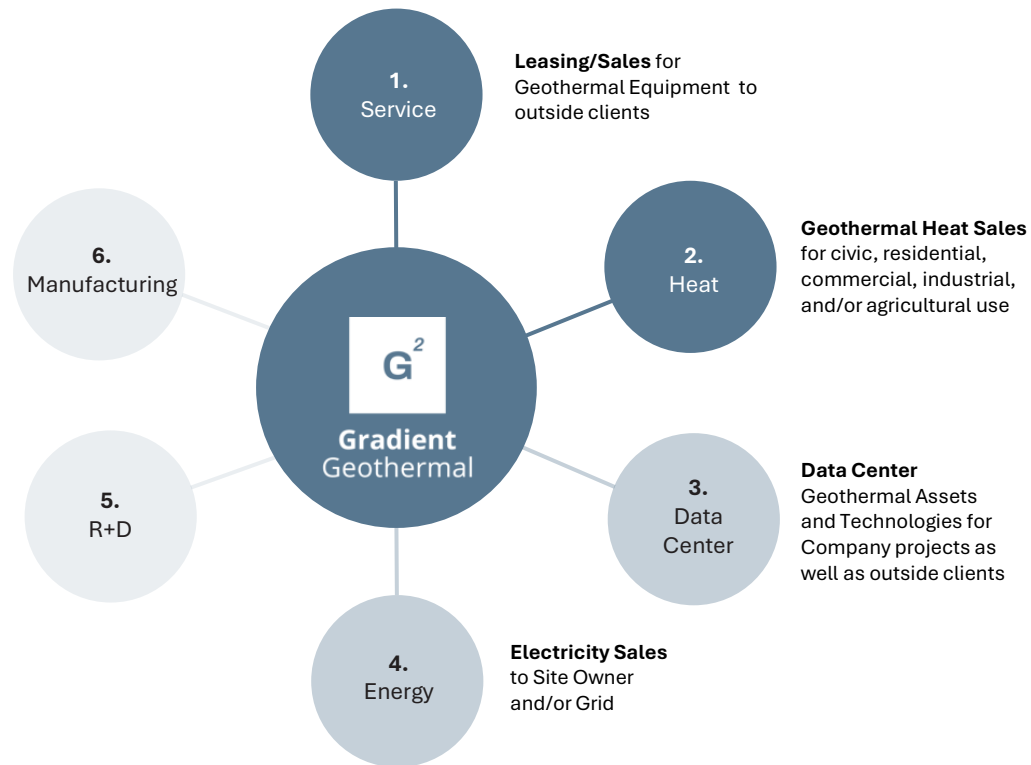 1.
Service
Leasing/Sales for
Geothermal Equipment to
outside clients
2.
Heat
Geothermal Heat Sales
for civic, residential,
commercial, industrial,
and/or agricultural use
3.
Data
Center
Data Center
Geothermal Assets
and Technologies for
Company projects as
well as outside clients
4.
Energy
Electricity Sales
to Site Owner
and/or Grid
5.
R+D
6.
Manufacturing
G²
Gradient
Geothermal